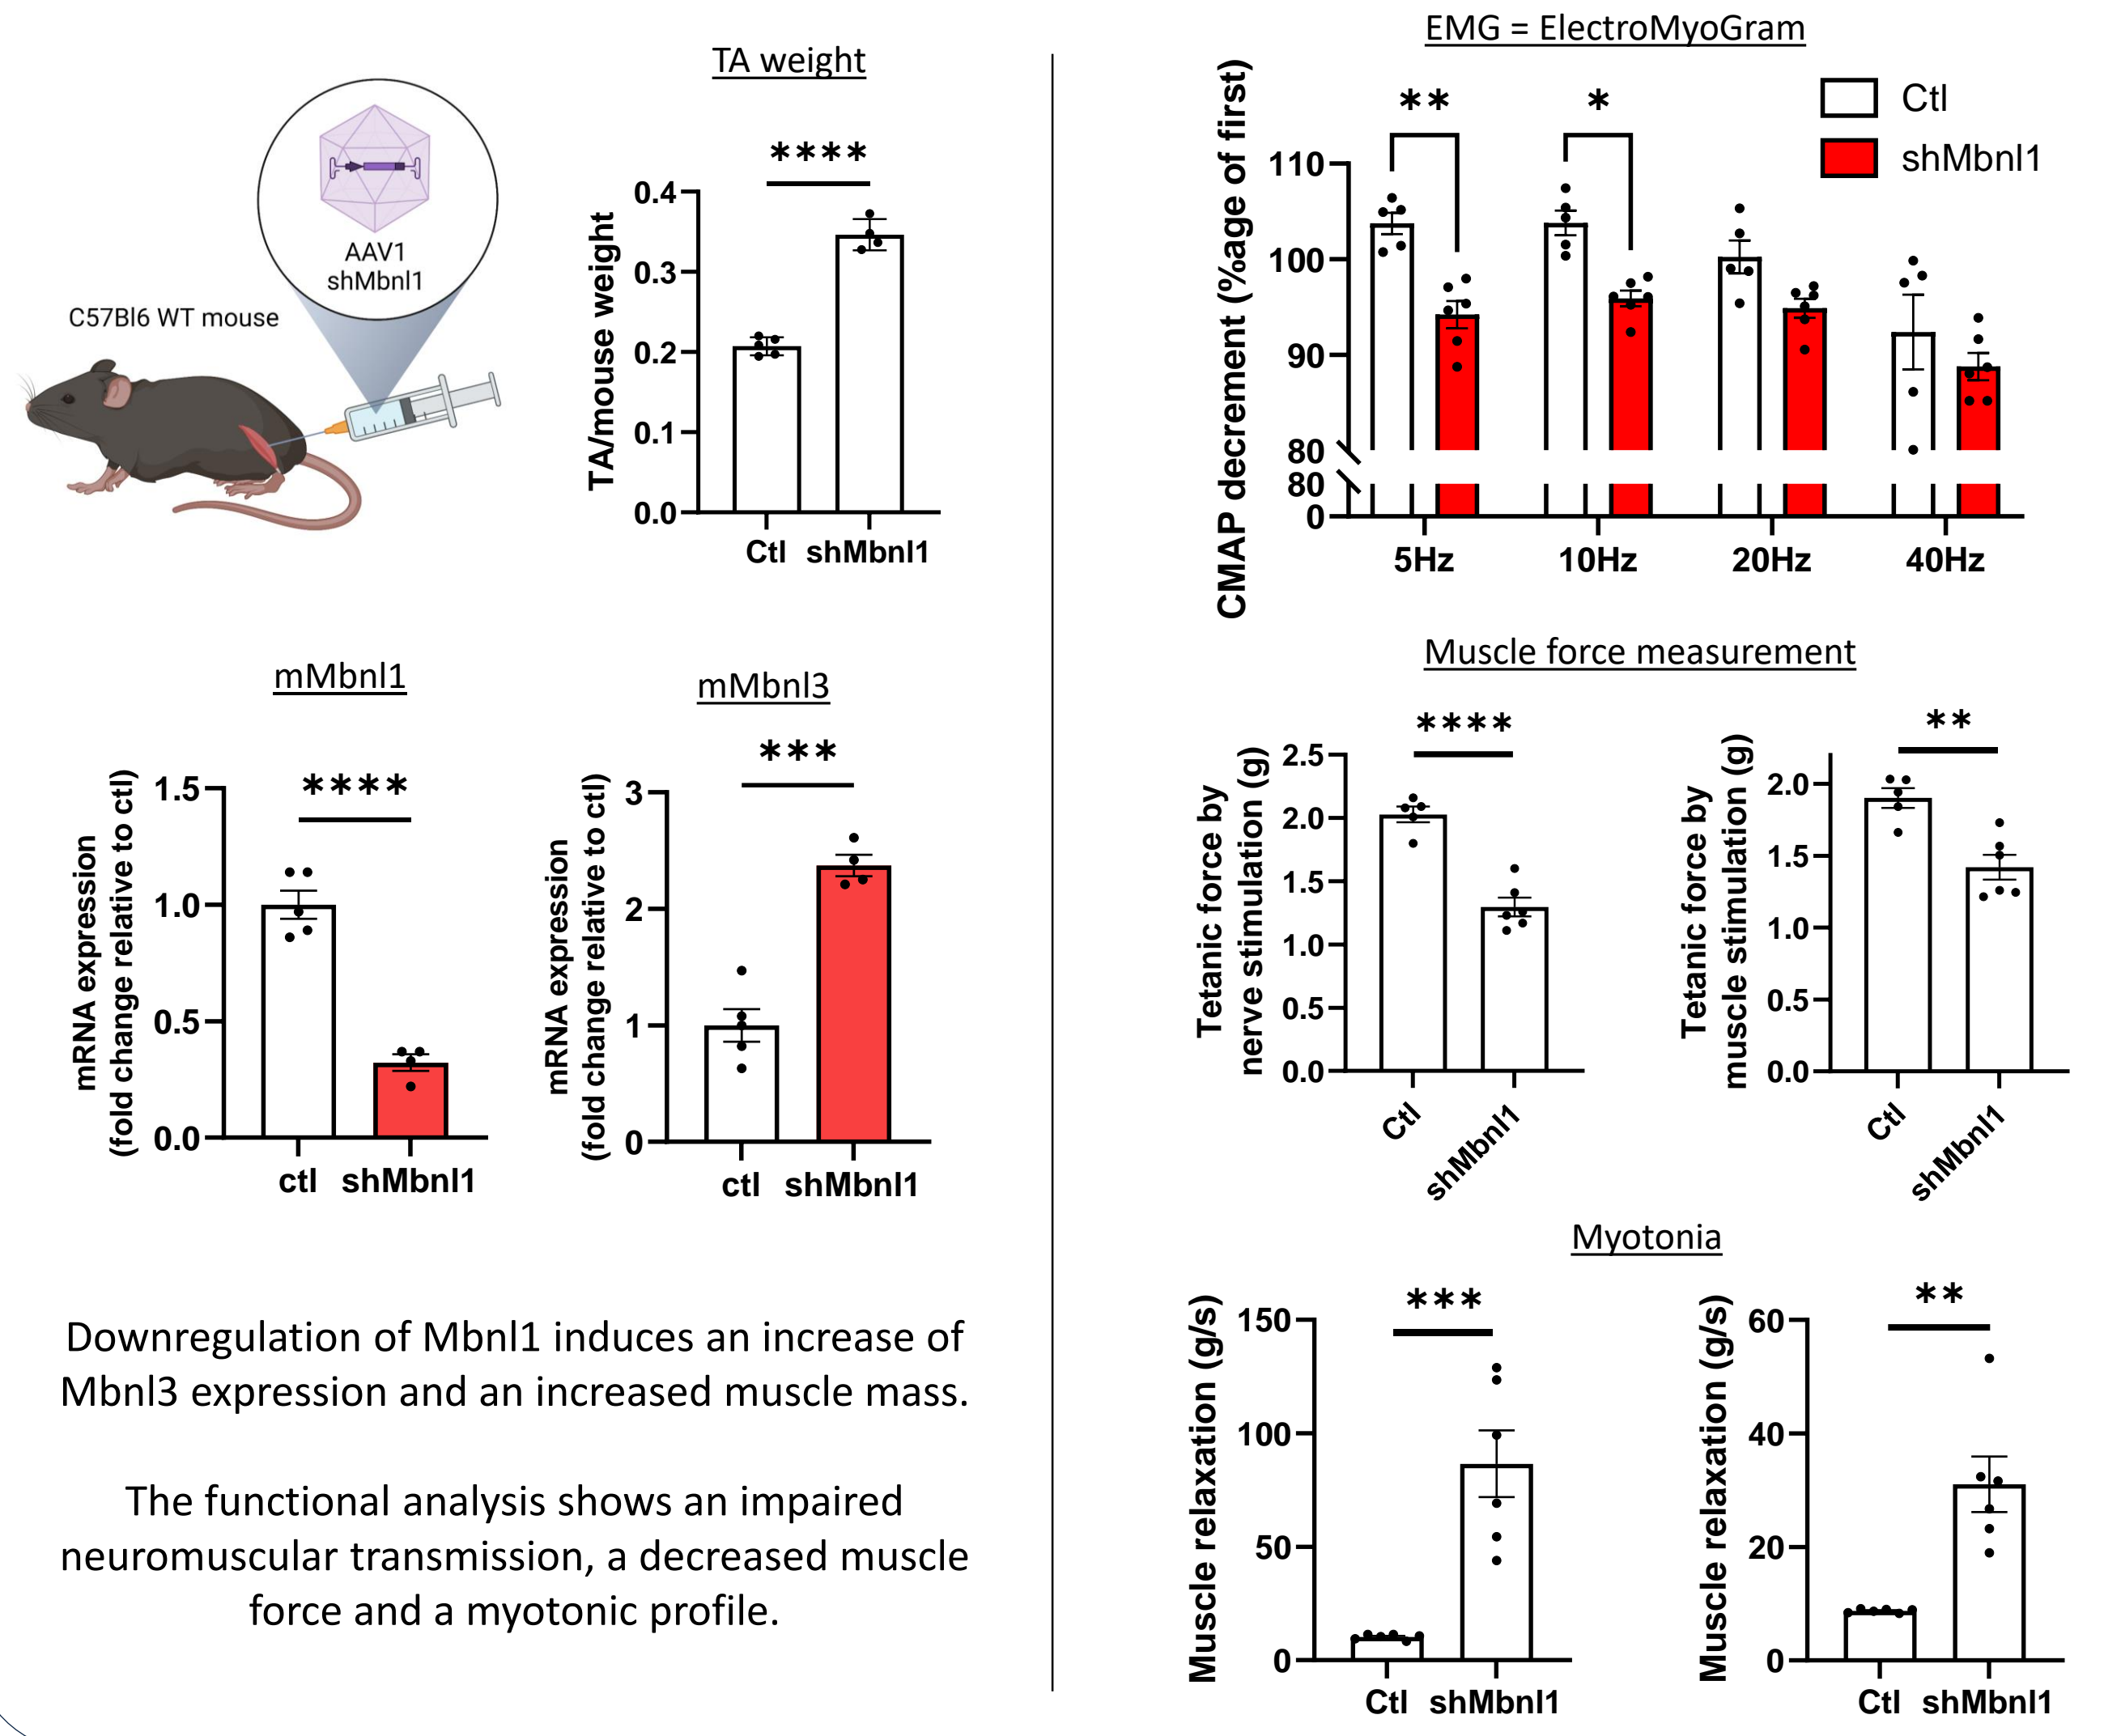 AAV1
shMbnl1
C57Bl6 WT mouse
TA weight
****
TA/mouse weight
0.4
0.3
0.2
0.1
0.0
Ctl shMbnl1
mMbnl1
****
mRNA expression
(fold change relative to ctl)
1.5
1.0
0.5
0.0
ctl shMbnl1
mMbnl3
***
mRNA expression
(fold change relative to ctl)
3
2
1
0
ctl shMbnl1
Downregulation of Mbnl1 induces an increase of
Mbnl3 expression and an increased muscle mass.
The functional analysis shows an impaired
neuromuscular transmission, a decreased muscle
force and a myotonic profile.
EMG = ElectroMyoGram
Ctl
shMbnl1
** *
CMAP decrement (%age of first)
110
100
90
80
80
0
5Hz 10Hz 20Hz 40Hz
Muscle force measurement
****
Tetanic force by
nerve stimulation (g)
2.5
2.0
1.5
1.0
0.5
0.0
Ctl
shMbnl1
**
Tetanic force by
muscle stimulation (g)
2.0
1.5
1.0
0.5
0.0
Ctl
shMbnl1
Myotonia
***
Muscle relaxation (g/s)
150
100
50
0
Ctl shMbnl1
**
Muscle relaxation (g/s)
60
40
20
0
Ctl shMbnl1